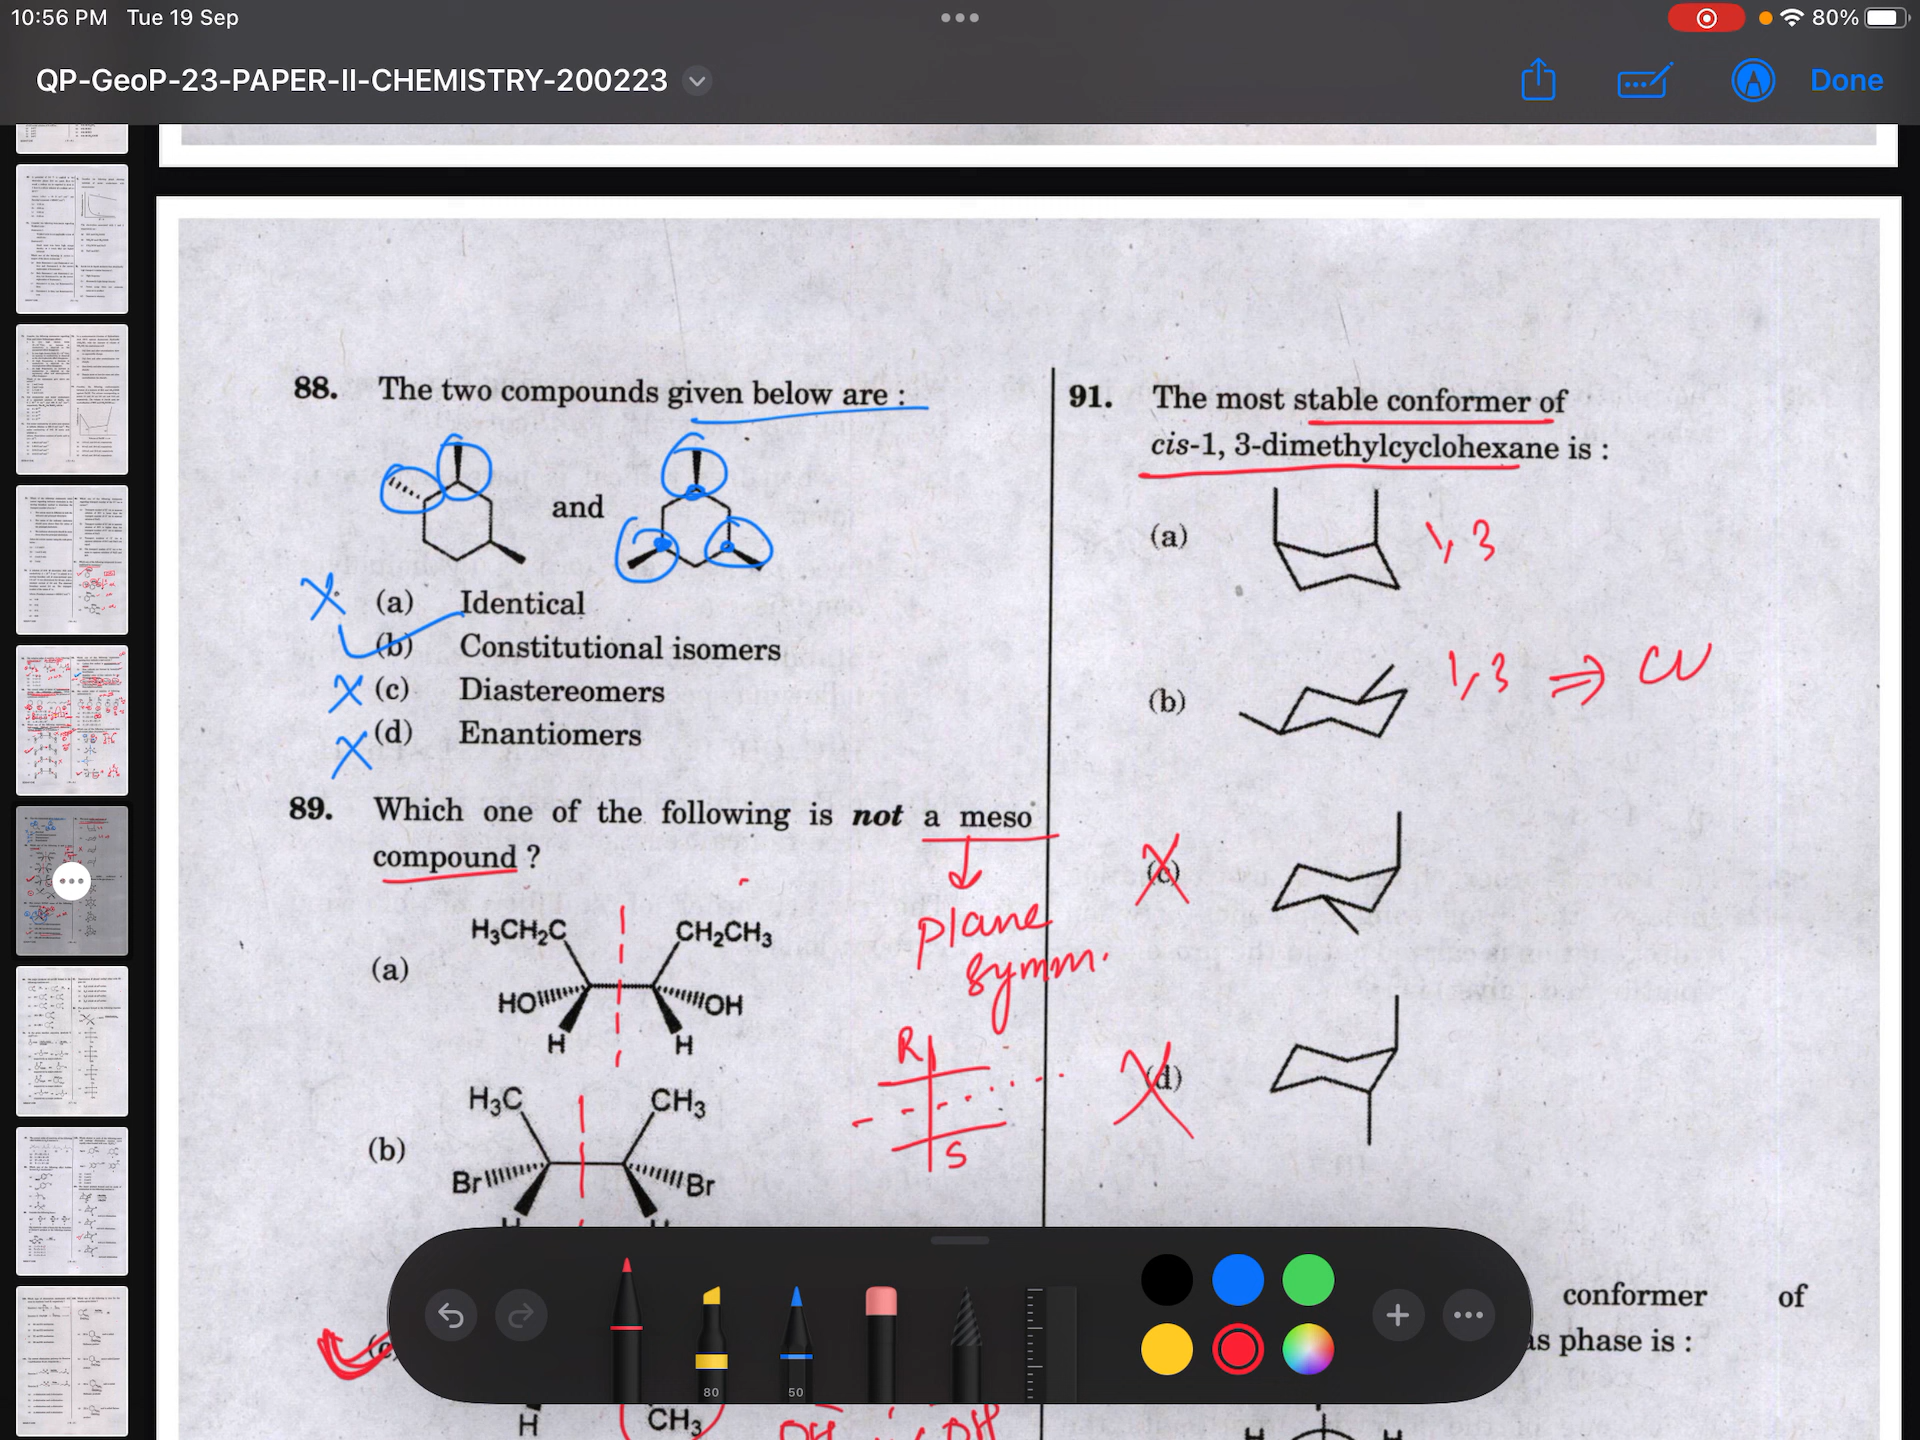 10:56 PM Tue 19 Sep
80%
QP-GeoP-23-PAPER-II-CHEMISTRY-200223
Done
88. The two compounds given below are :
and
(a) Identical
(b) Constitutional isomers
(c) Diastereomers
(d) Enantiomers
89. Which one of the following is not a meso
compound ?
plane
symm.
(a)
H₃CH₂C
CH₂CH₃
HO
OH
H
H
R
S
(b)
H₃C
CH₃
Br
Br
H
CH₃
91. The most stable conformer of
cis-1, 3-dimethylcyclohexane is :
(a)
1, 3
(b)
1, 3 ⇒
(c)
(d)
conformer of
as phase is :
H
H
80
50